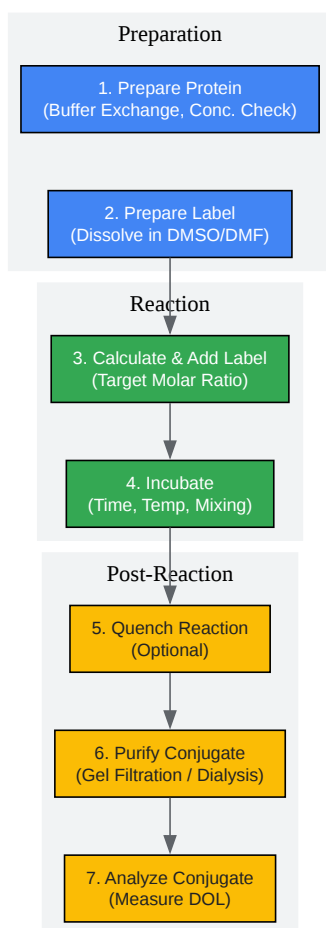 Preparation
1. Prepare Protein
(Buffer Exchange, Conc. Check)
2. Prepare Label
(Dissolve in DMSO/DMF)
Reaction
3. Calculate & Add Label
(Target Molar Ratio)
4. Incubate
(Time, Temp, Mixing)
Post-Reaction
5. Quench Reaction
(Optional)
6. Purify Conjugate
(Gel Filtration / Dialysis)
7. Analyze Conjugate
(Measure DOL)